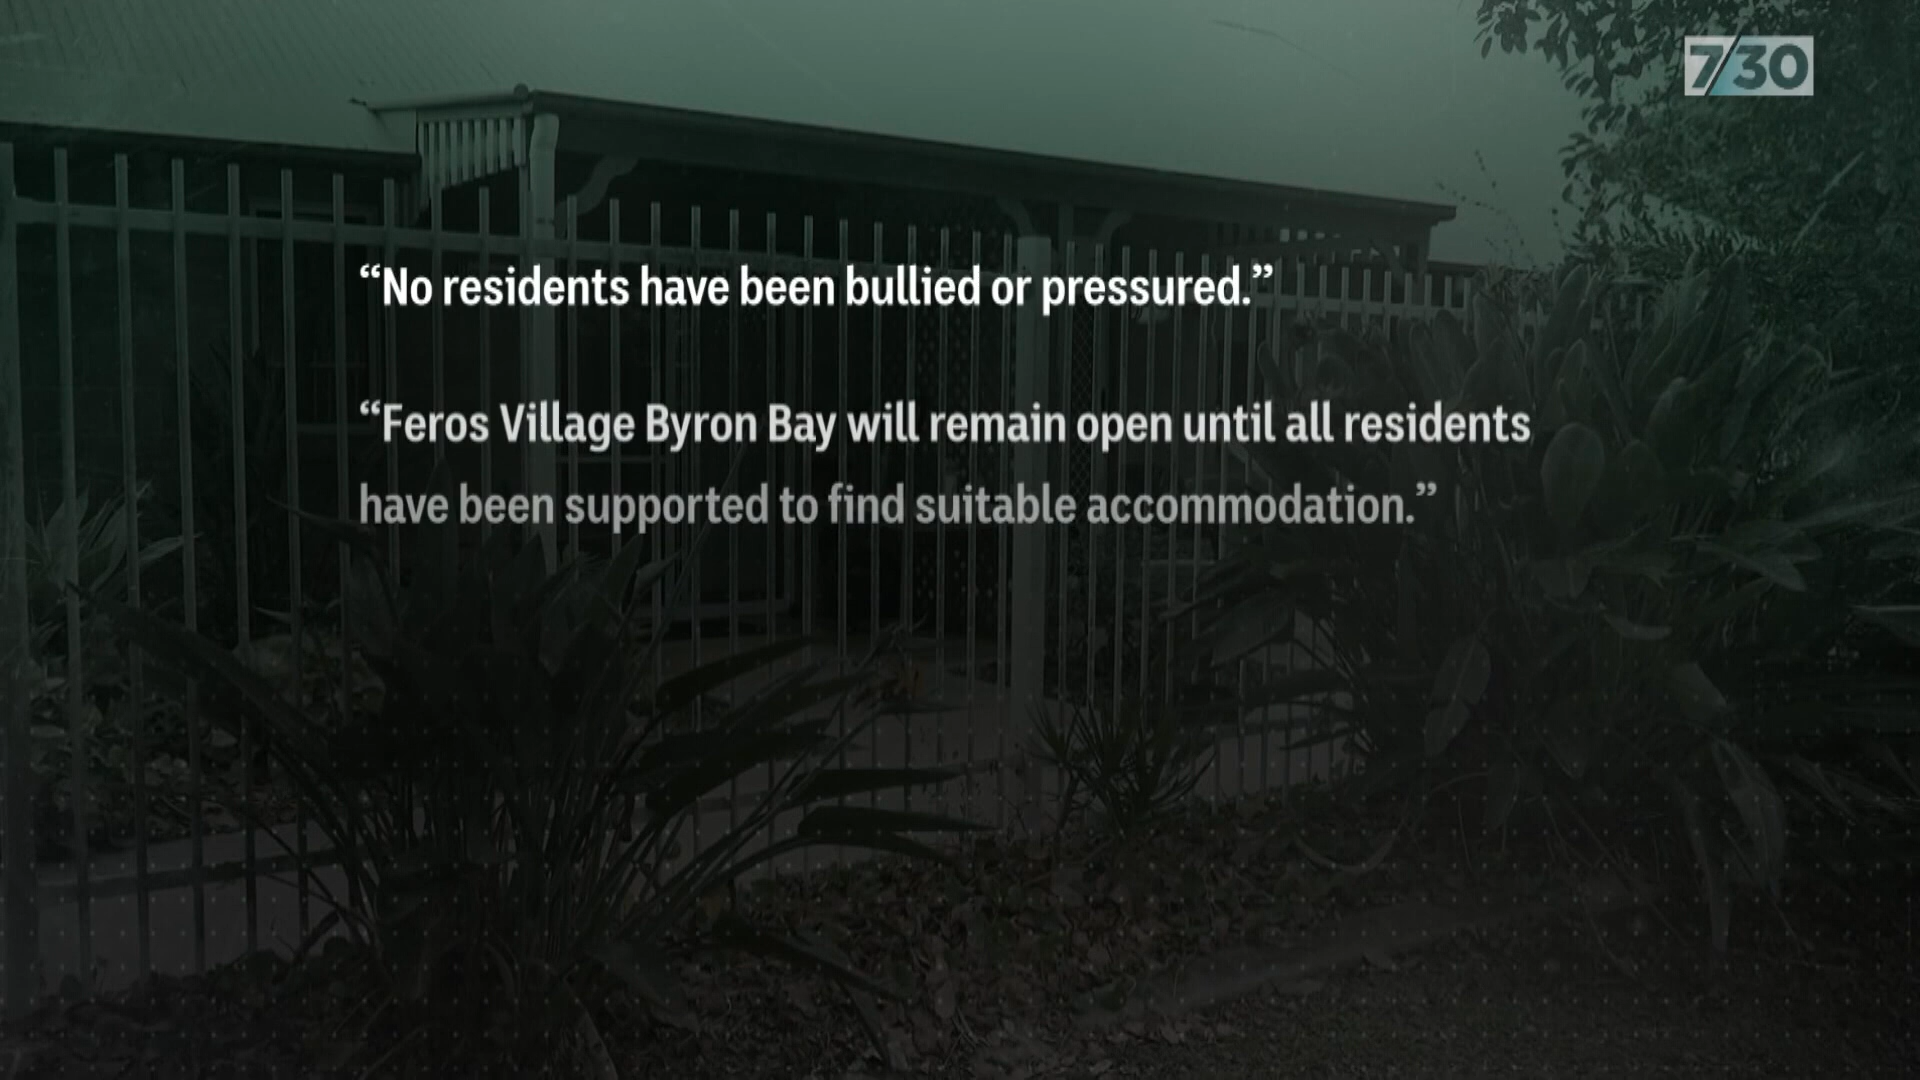 7/30
“No residents have been bullied or pressured.”
“Feros Village Byron Bay will remain open until all residents
have been supported to find suitable accommodation.”